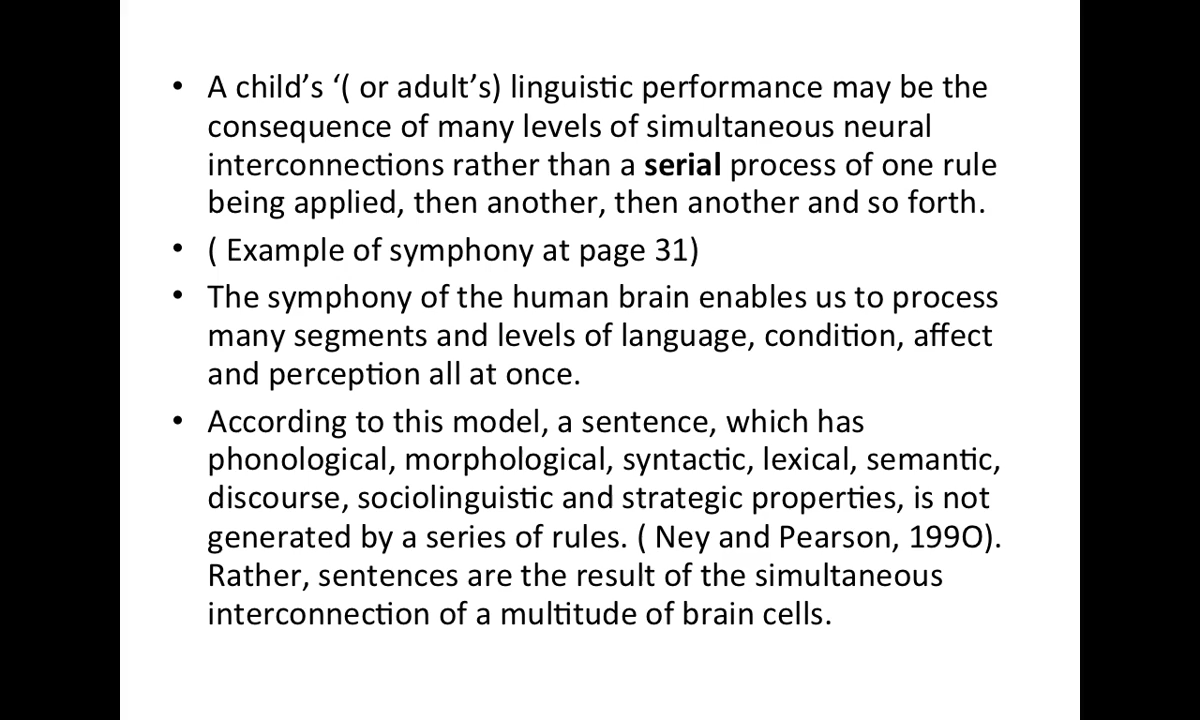 • A child’s ‘( or adult’s) linguistic performance may be the
consequence of many levels of simultaneous neural
interconnections rather than a serial process of one rule
being applied, then another, then another and so forth.
• ( Example of symphony at page 31)
• The symphony of the human brain enables us to process
many segments and levels of language, condition, affect
and perception all at once.
• According to this model, a sentence, which has
phonological, morphological, syntactic, lexical, semantic,
discourse, sociolinguistic and strategic properties, is not
generated by a series of rules. ( Ney and Pearson, 199O).
Rather, sentences are the result of the simultaneous
interconnection of a multitude of brain cells.